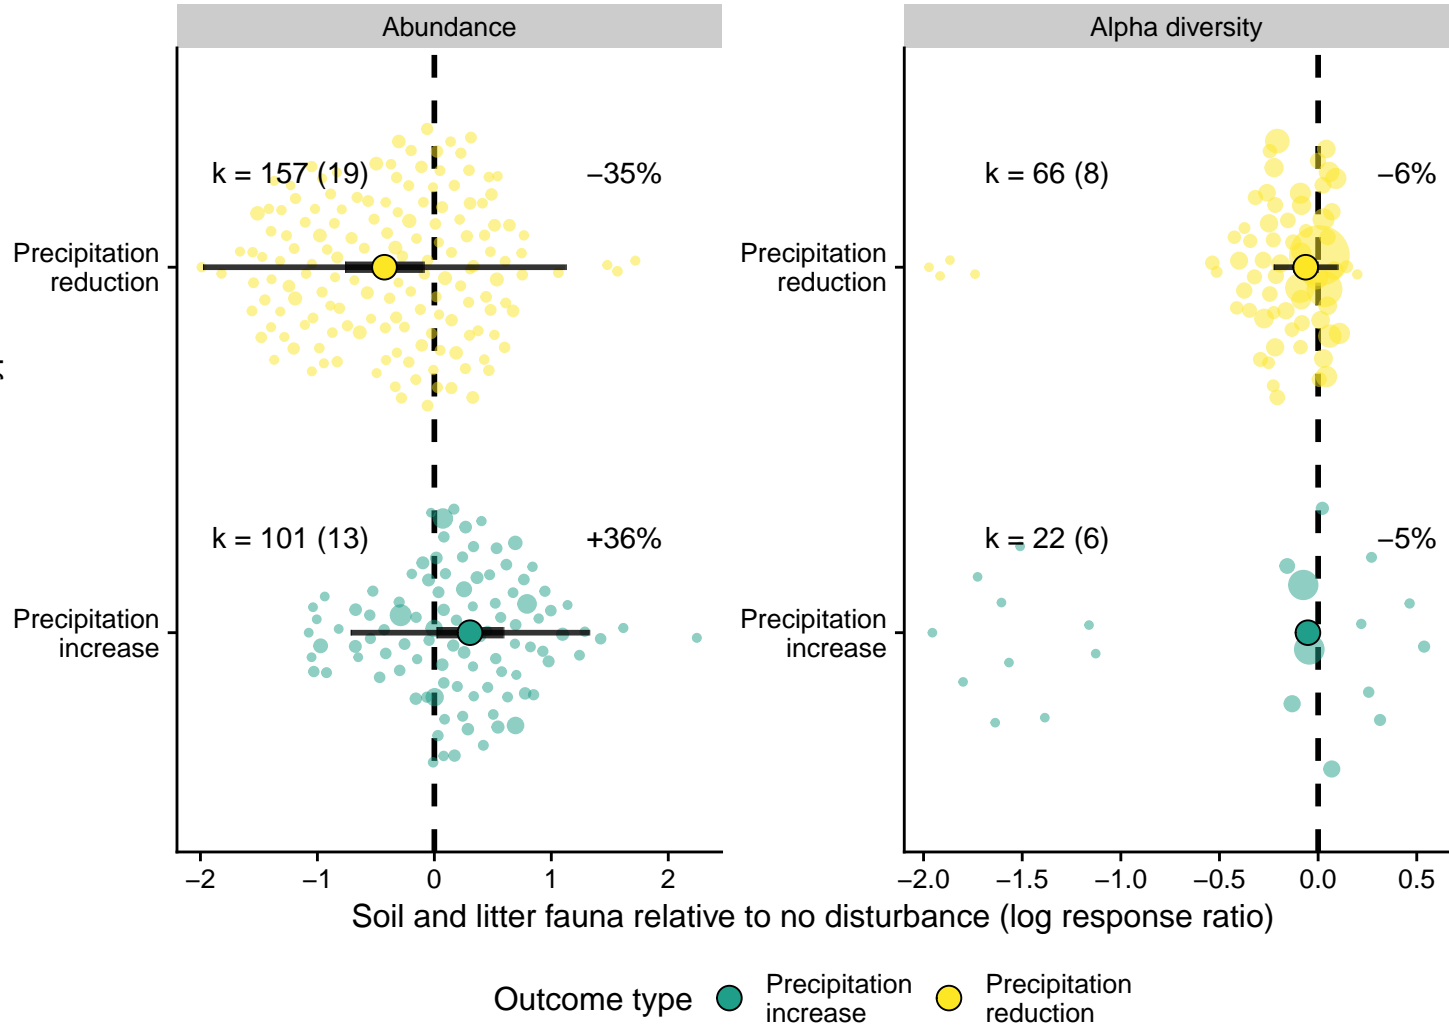 Abundance
Alpha diversity
k = 157 (19)
−35%
k = 66 (8)
−6%
Precipitation
reduction
Precipitation
reduction
k = 101 (13)
+36%
k = 22 (6)
−5%
Precipitation
increase
Precipitation
increase
−2
−1
0
1
2
−2.0
−1.5
−1.0
−0.5
0.0
0.5
Soil and litter fauna relative to no disturbance (log response ratio)
Outcome type
Precipitation
increase
Precipitation
reduction